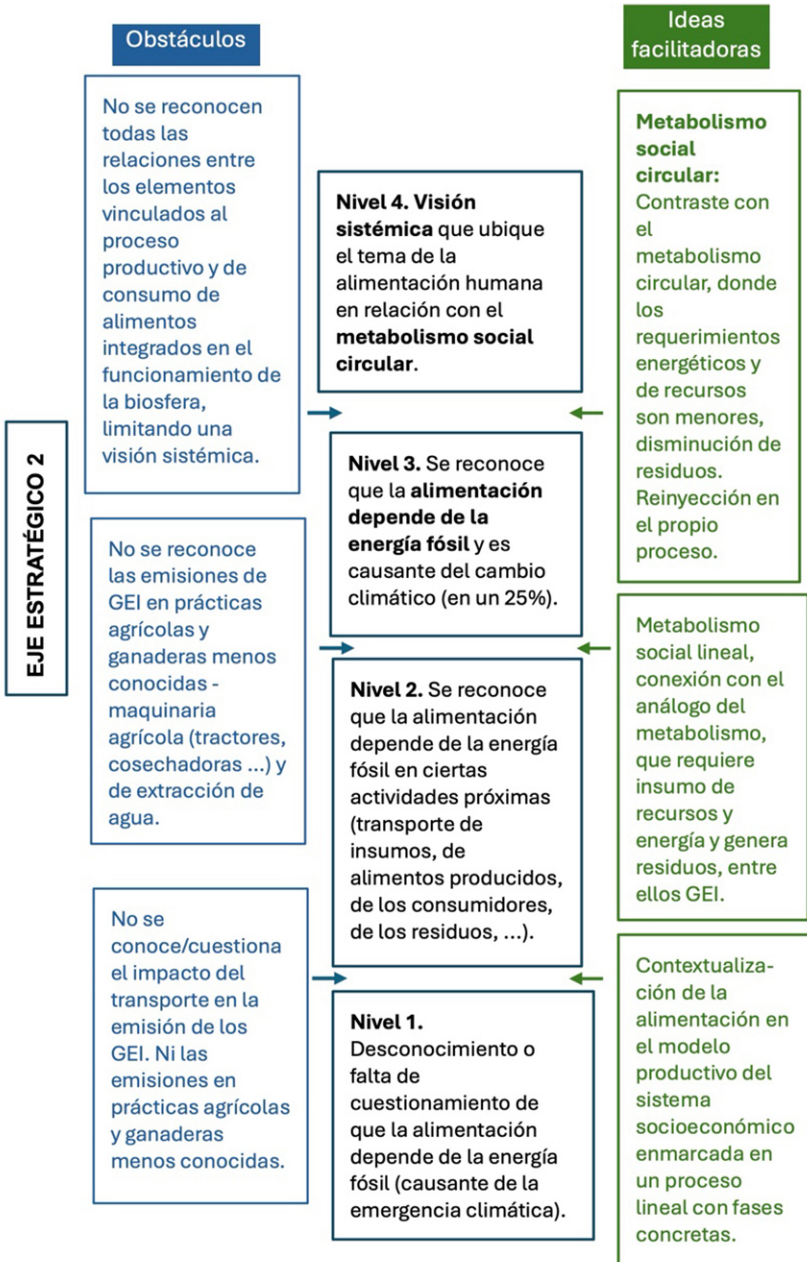 Obstáculos
Ideas
facilitadoras
EJE ESTRATÉGICO 2
No se reconocen
todas las
relaciones entre
los elementos
vinculados al
proceso
productivo y de
consumo de
alimentos
integrados en el
funcionamiento de
la biosfera,
limitando una
visión sistémica.
No se reconoce
las emisiones de
GEI en prácticas
agrícolas y
ganaderas menos
conocidas -
maquinaria
agrícola (tractores,
cosechadoras ...) y
de extracción de
agua.
No se
conoce/cuestiona
el impacto del
transporte en la
emisión de los
GEI. Ni las
emisiones en
prácticas agrícolas
y ganaderas
menos conocidas.
Nivel 4. Visión
sistémica que ubique
el tema de la
alimentación humana
en relación con el
metabolismo social
circular.
Nivel 3. Se reconoce
que la alimentación
depende de la
energía fósil y es
causante del cambio
climático (en un 25%).
Nivel 2. Se reconoce
que la alimentación
depende de la energía
fósil en ciertas
actividades próximas
(transporte de
insumos, de
alimentos producidos,
de los consumidores,
de los residuos, ...).
Nivel 1.
Desconocimiento o
falta de
cuestionamiento de
que la alimentación
depende de la energía
fósil (causante de la
emergencia climática).
Metabolismo
social
circular:
Contraste con
el
metabolismo
circular, donde
los
requerimientos
energéticos y
de recursos
son menores,
disminución de
residuos.
Reinyección en
el propio
proceso.
Metabolismo
social lineal,
conexión con el
análogo del
metabolismo,
que requiere
insumo de
recursos y
energía y genera
residuos, entre
ellos GEI.
Contextualiza-
ción de la
alimentación en
el modelo
productivo del
sistema
socioeconómico
enmarcada en
un proceso
lineal con fases
concretas.